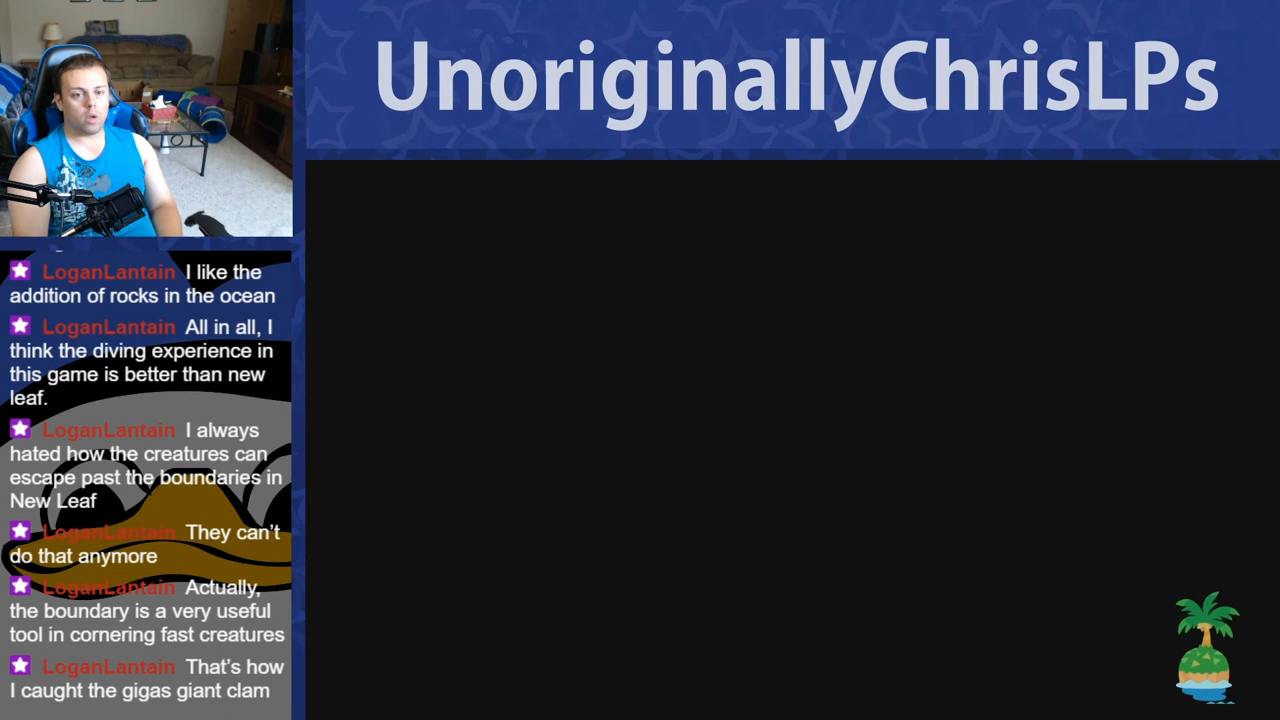 UnoriginallyChrisLPs
LoganLantain I like the
addition of rocks in the ocean
LoganLantain All in all, I
think the diving experience in
this game is better than new
leaf.
LoganLantain I always
hated how the creatures can
escape past the boundaries in
New Leaf
LoganLantain They can't
do that anymore
LoganLantain Actually,
the boundary is a very useful
tool in cornering fast creatures
LoganLantain That's how
I caught the gigas giant clam